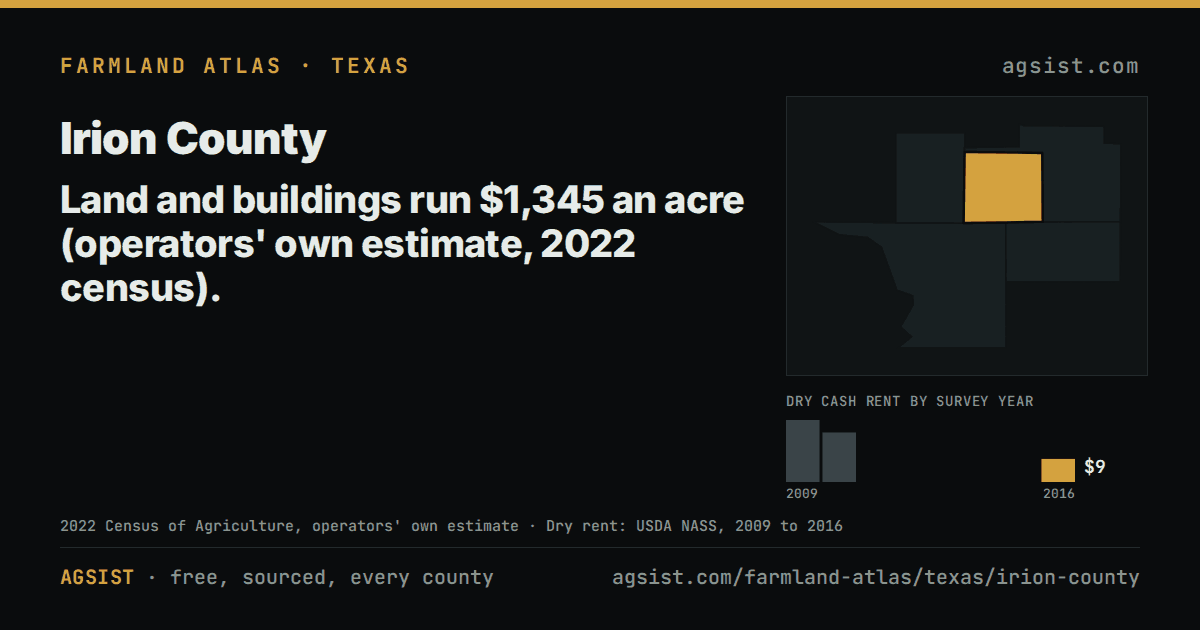 FARMLAND ATLAS · TEXAS
agsist.com
Irion County
Land and buildings run $1,345 an acre
(operators' own estimate, 2022
census).
DRY CASH RENT BY SURVEY YEAR
$9
2009
2016
2022 Census of Agriculture, operators' own estimate · Dry rent: USDA NASS, 2009 to 2016
AGSIST · free, sourced, every county
agsist.com/farmland-atlas/texas/irion-county